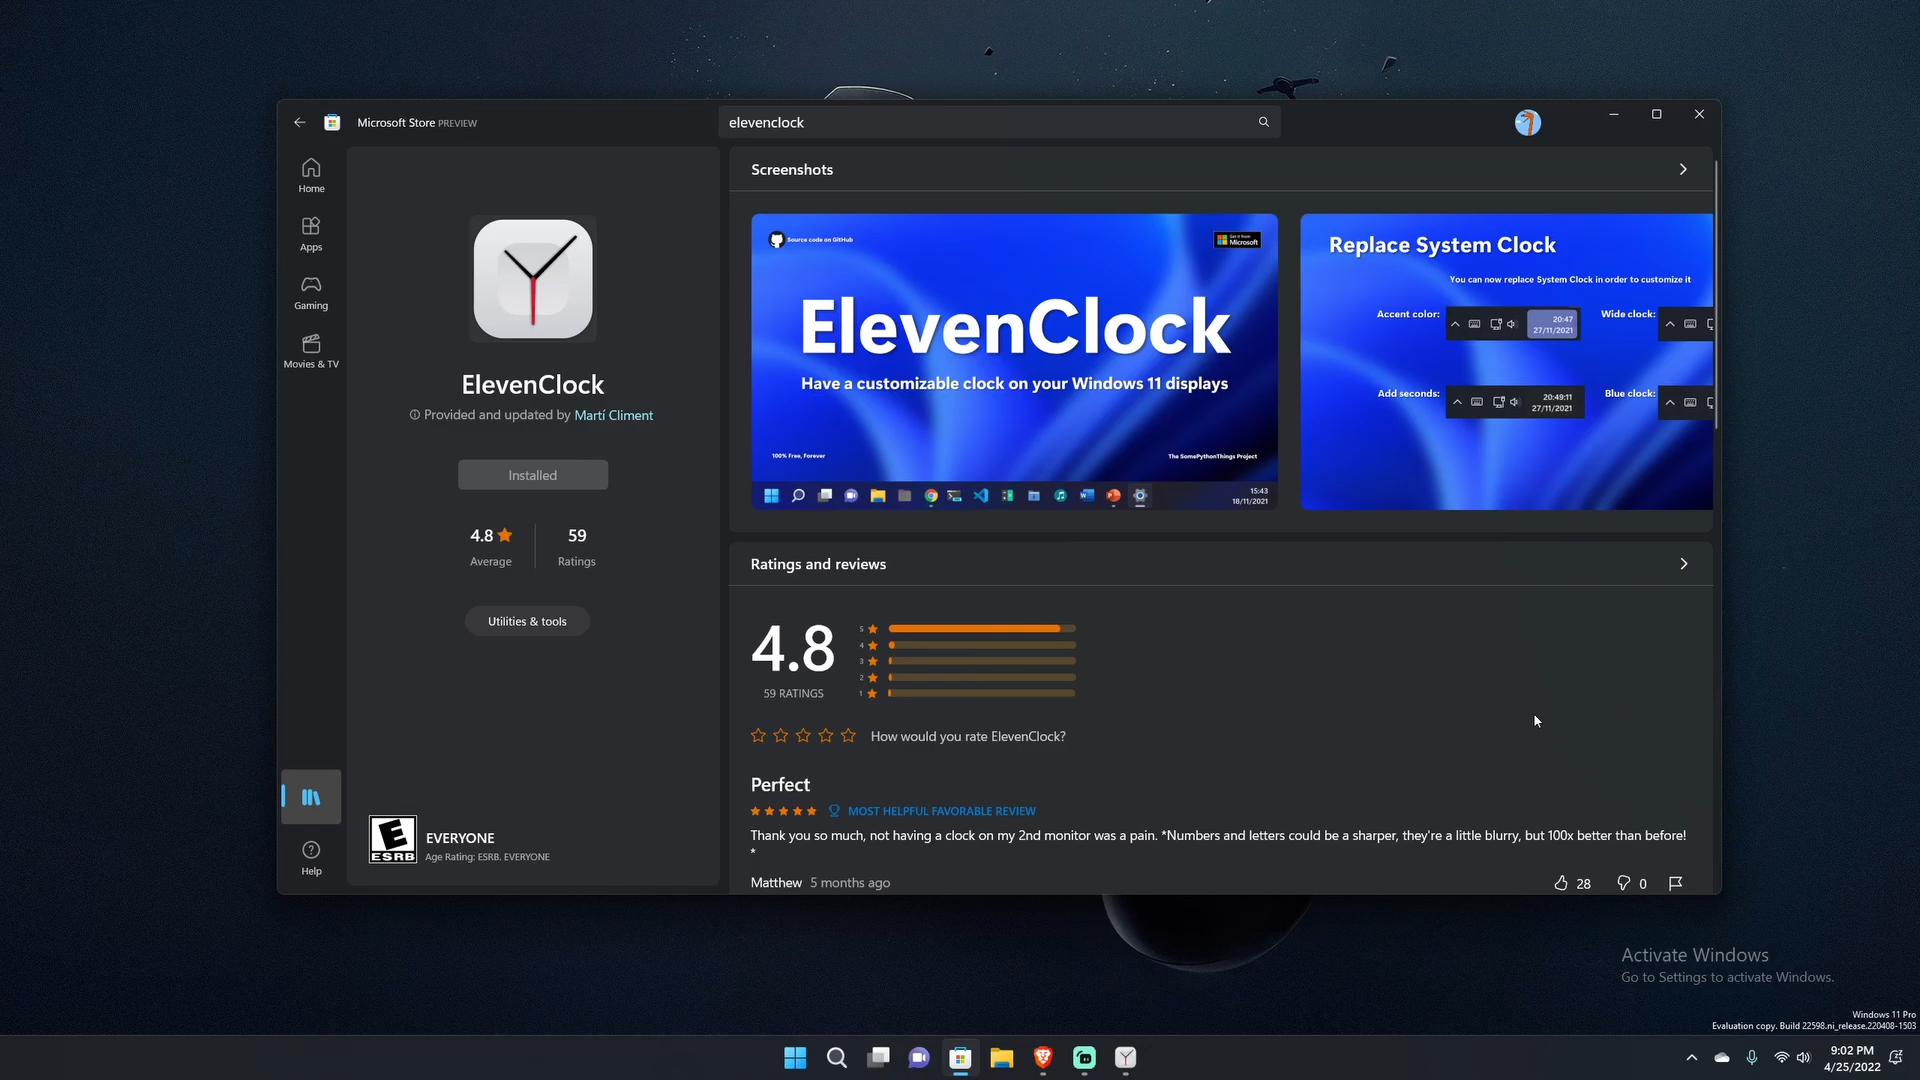 Microsoft Store PREVIEW
elevenclock
Home
Apps
Gaming
Movies & TV
Help
ElevenClock
Provided and updated by Martí Climent
Installed
4.8
Average
59
Ratings
Utilities & tools
E
ESRB
EVERYONE
Age Rating: ESRB. EVERYONE
Screenshots
Source code on GitHub
Get it from
Microsoft
ElevenClock
Have a customizable clock on your Windows 11 displays
100% Free, Forever
The SomePythonThings Project
15:43
18/11/2021
Replace System Clock
You can now replace System Clock in order to customize it
Accent color:
20:47
27/11/2021
Wide clock:
Add seconds:
20:49:11
27/11/2021
Blue clock:
Ratings and reviews
4.8
59 RATINGS
5
4
3
2
1
How would you rate ElevenClock?
Perfect
MOST HELPFUL FAVORABLE REVIEW
Thank you so much, not having a clock on my 2nd monitor was a pain. *Numbers and letters could be a sharper, they're a little blurry, but 100x better than before!
*
Matthew 5 months ago
28
0
Activate Windows
Go to Settings to activate Windows.
Windows 11 Pro
Evaluation copy. Build 22598.ni_release.220408-1503
9:02 PM
4/25/2022